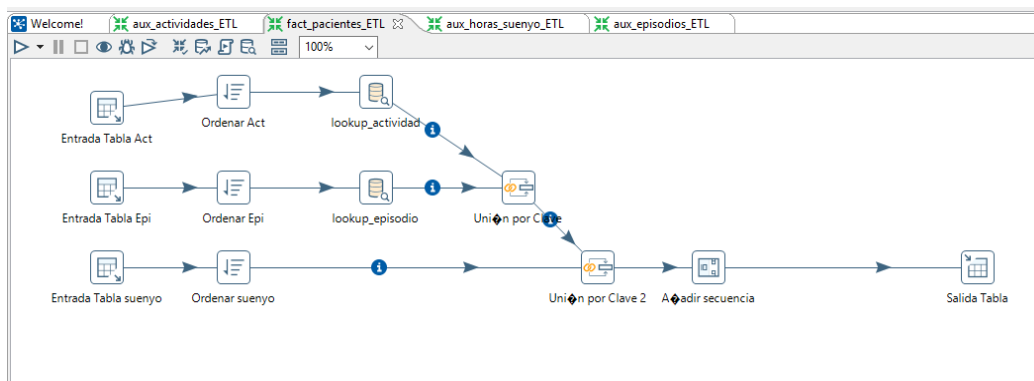 Welcome!
aux_actividades_ETL
fact_pacientes_ETL
aux_horas_suenyo_ETL
aux_episodios_ETL
100%
Entrada Tabla Act
Ordenar Act
lookup_actividad
Entrada Tabla Epi
Ordenar Epi
lookup_episodio
Uni�n por Clave
Entrada Tabla suenyo
Ordenar suenyo
Uni�n por Clave 2
A�adir secuencia
Salida Tabla